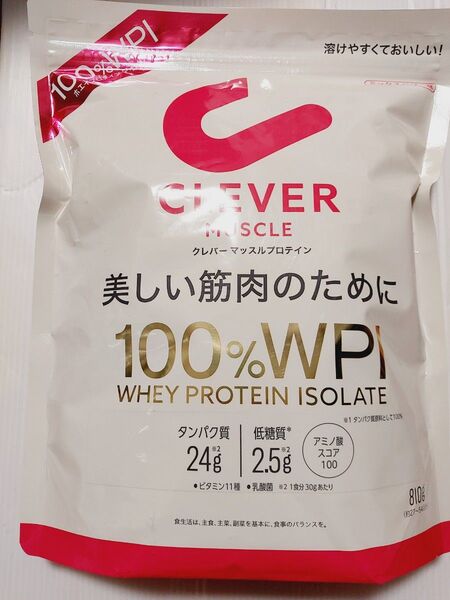 100%WPI
溶けやすくておいしい!
CLEVER
MUSCLE
クレバー マッスルプロテイン
美しい筋肉のために
100%WPI
WHEY PROTEIN ISOLATE
※1 タンパク質原料として100%
タンパク質
24g※2
低糖質*
2.5g※2
アミノ酸
スコア
100
•ビタミン11種 •乳酸菌 ※2 1食分30gあたり
810g
食生活は、主食、主菜、副菜を基本に、食事のバランスを。